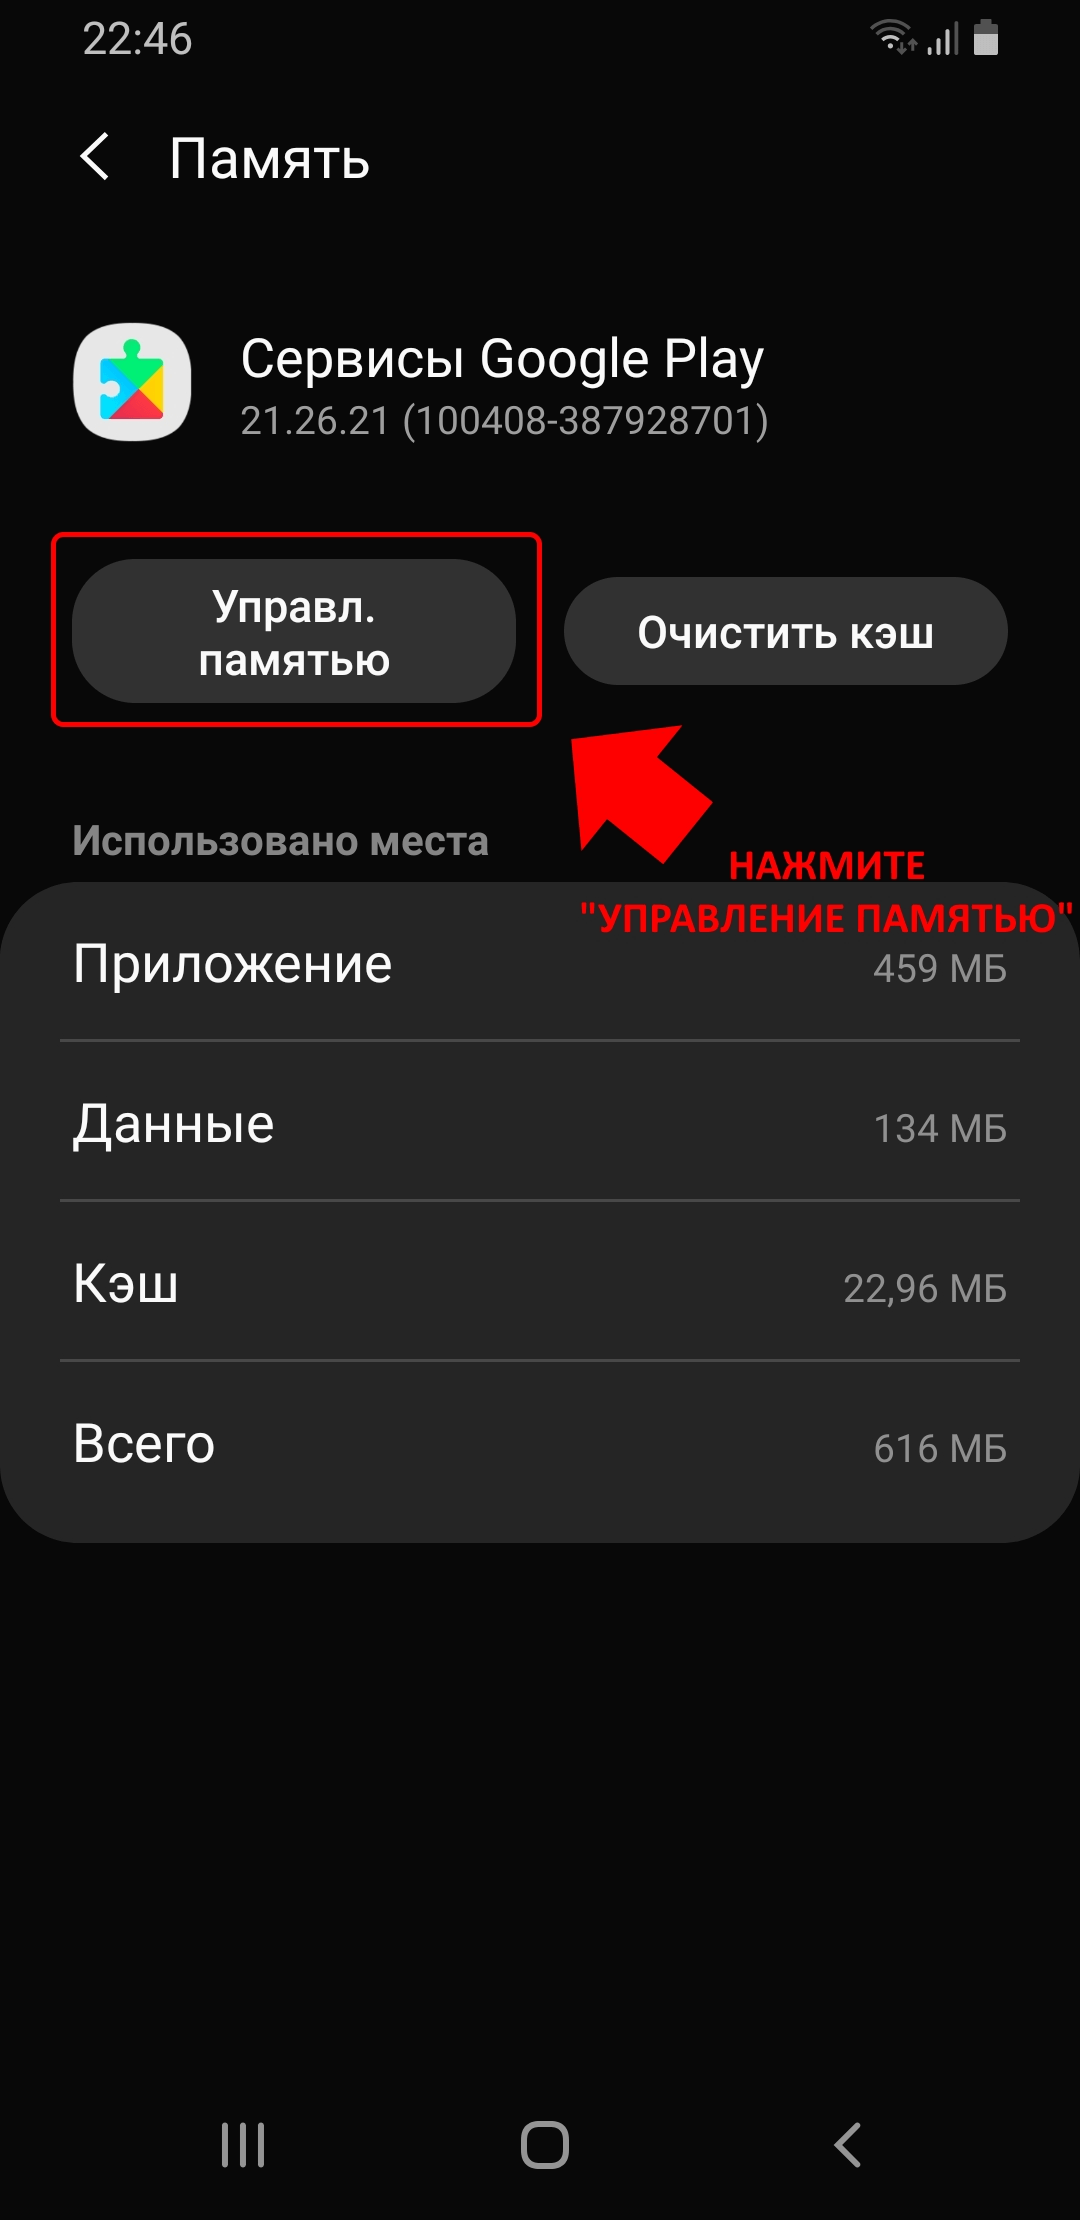 22:46
Память
Сервисы Google Play
21.26.21 (100408-387928701)
Управл.
памятью
Очистить кэш
Использовано места
НАЖМИТЕ
"УПРАВЛЕНИЕ ПАМЯТЬЮ"
Приложение
459 МБ
Данные
134 МБ
Кэш
22,96 МБ
Всего
616 МБ